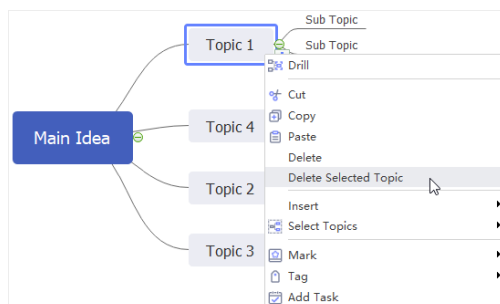 Sub Topic
Topic 1
Sub Topic
Main Idea
Topic 4
Topic 2
Topic 3
Drill
Cut
Copy
Paste
Delete
Delete Selected Topic
Insert
Select Topics
Mark
Tag
Add Task